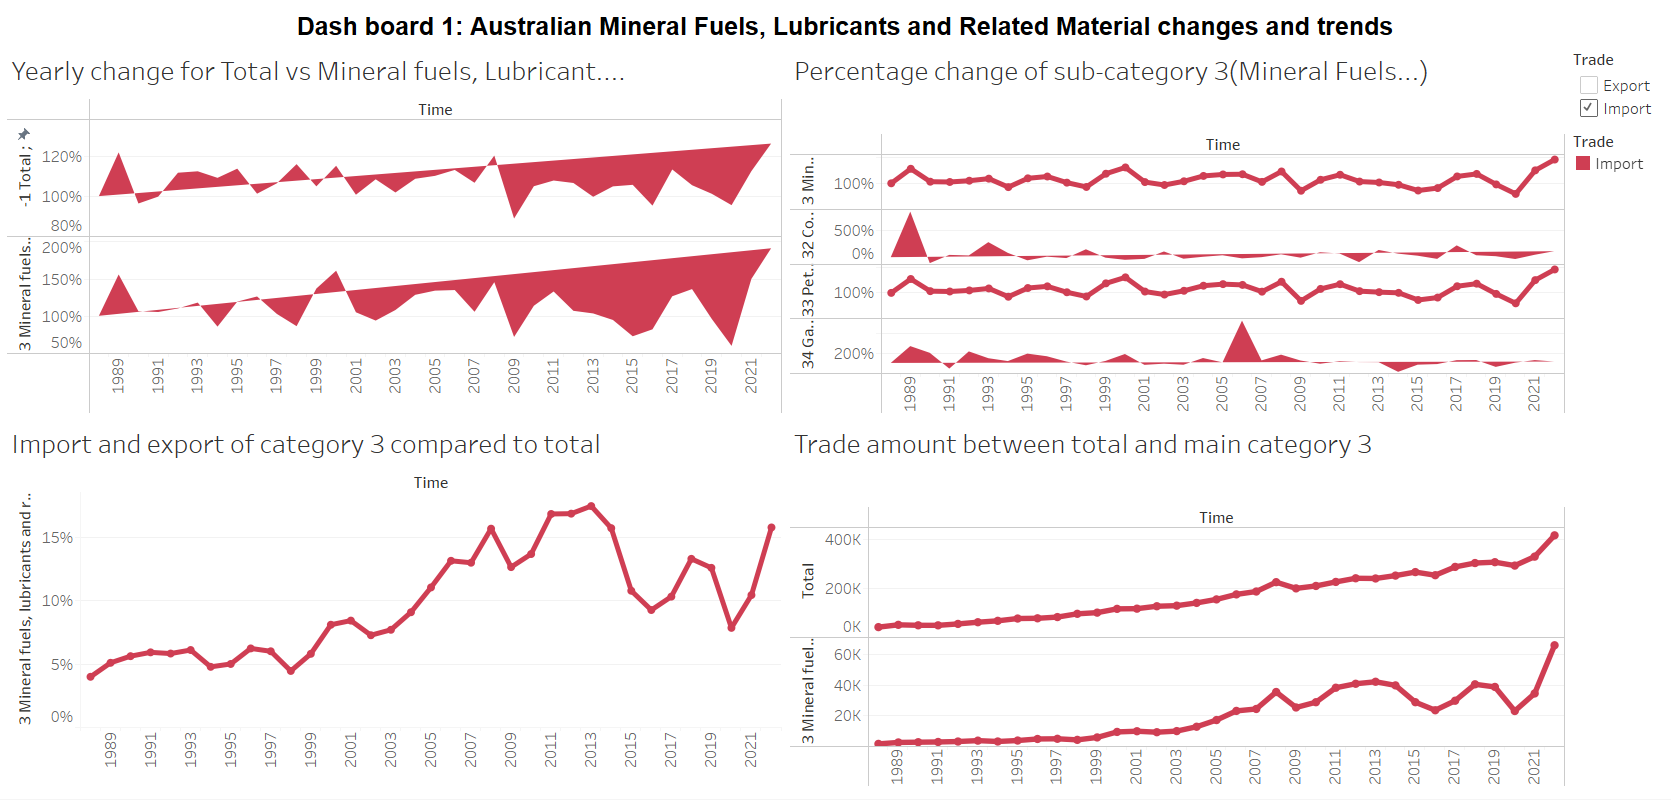 Dash board 1: Australian Mineral Fuels, Lubricants and Related Material changes and trends
Yearly change for Total vs Mineral fuels, Lubricant....
Time
-1 Total ;
120%
100%
80%
3 Mineral fuels..
200%
150%
100%
50%
1989 1991 1993 1995 1997 1999 2001 2003 2005 2007 2009 2011 2013 2015 2017 2019 2021
Percentage change of sub-category 3(Mineral Fuels...)
Time
3 Min..
100%
32 Co..
500%
0%
33 Pet..
100%
34 Ga..
200%
1989 1991 1993 1995 1997 1999 2001 2003 2005 2007 2009 2011 2013 2015 2017 2019 2021
Trade
Export
Import
Trade
Import
Import and export of category 3 compared to total
Time
3 Mineral fuels, lubricants and r..
15%
10%
5%
0%
1989 1991 1993 1995 1997 1999 2001 2003 2005 2007 2009 2011 2013 2015 2017 2019 2021
Trade amount between total and main category 3
Time
Total
400K
200K
0K
3 Mineral fuel..
60K
40K
20K
1989 1991 1993 1995 1997 1999 2001 2003 2005 2007 2009 2011 2013 2015 2017 2019 2021